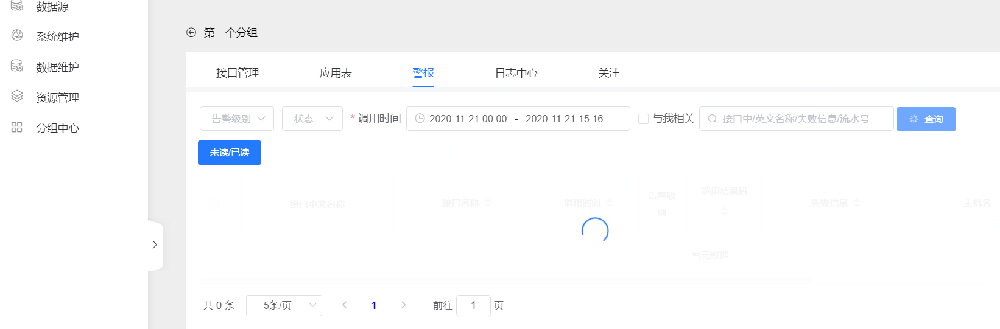 数据源
系统维护
数据维护
资源管理
分组中心
第一个分组
接口管理 应用表 警报 日志中心 关注
告警级别 状态 * 调用时间 2020-11-21 00:00 - 2020-11-21 15:16 与我相关 接口中/英文名称/失败信息/流水号 查询
未读/已读
接口中文名称 接口名称 调用时间 告警级别 调用结果码 失败信息 主机名
暂无数据
共 0 条 5条/页 1 前往 1 页